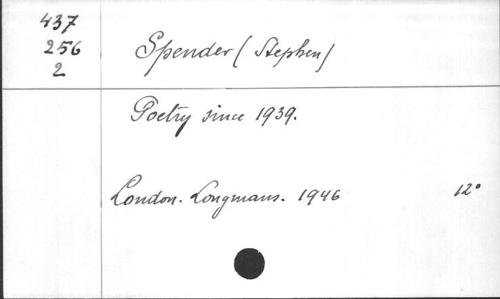 437
256
2
Spender (Stephen)
Poetry since 1939.
London. Longmans. 1946 12°